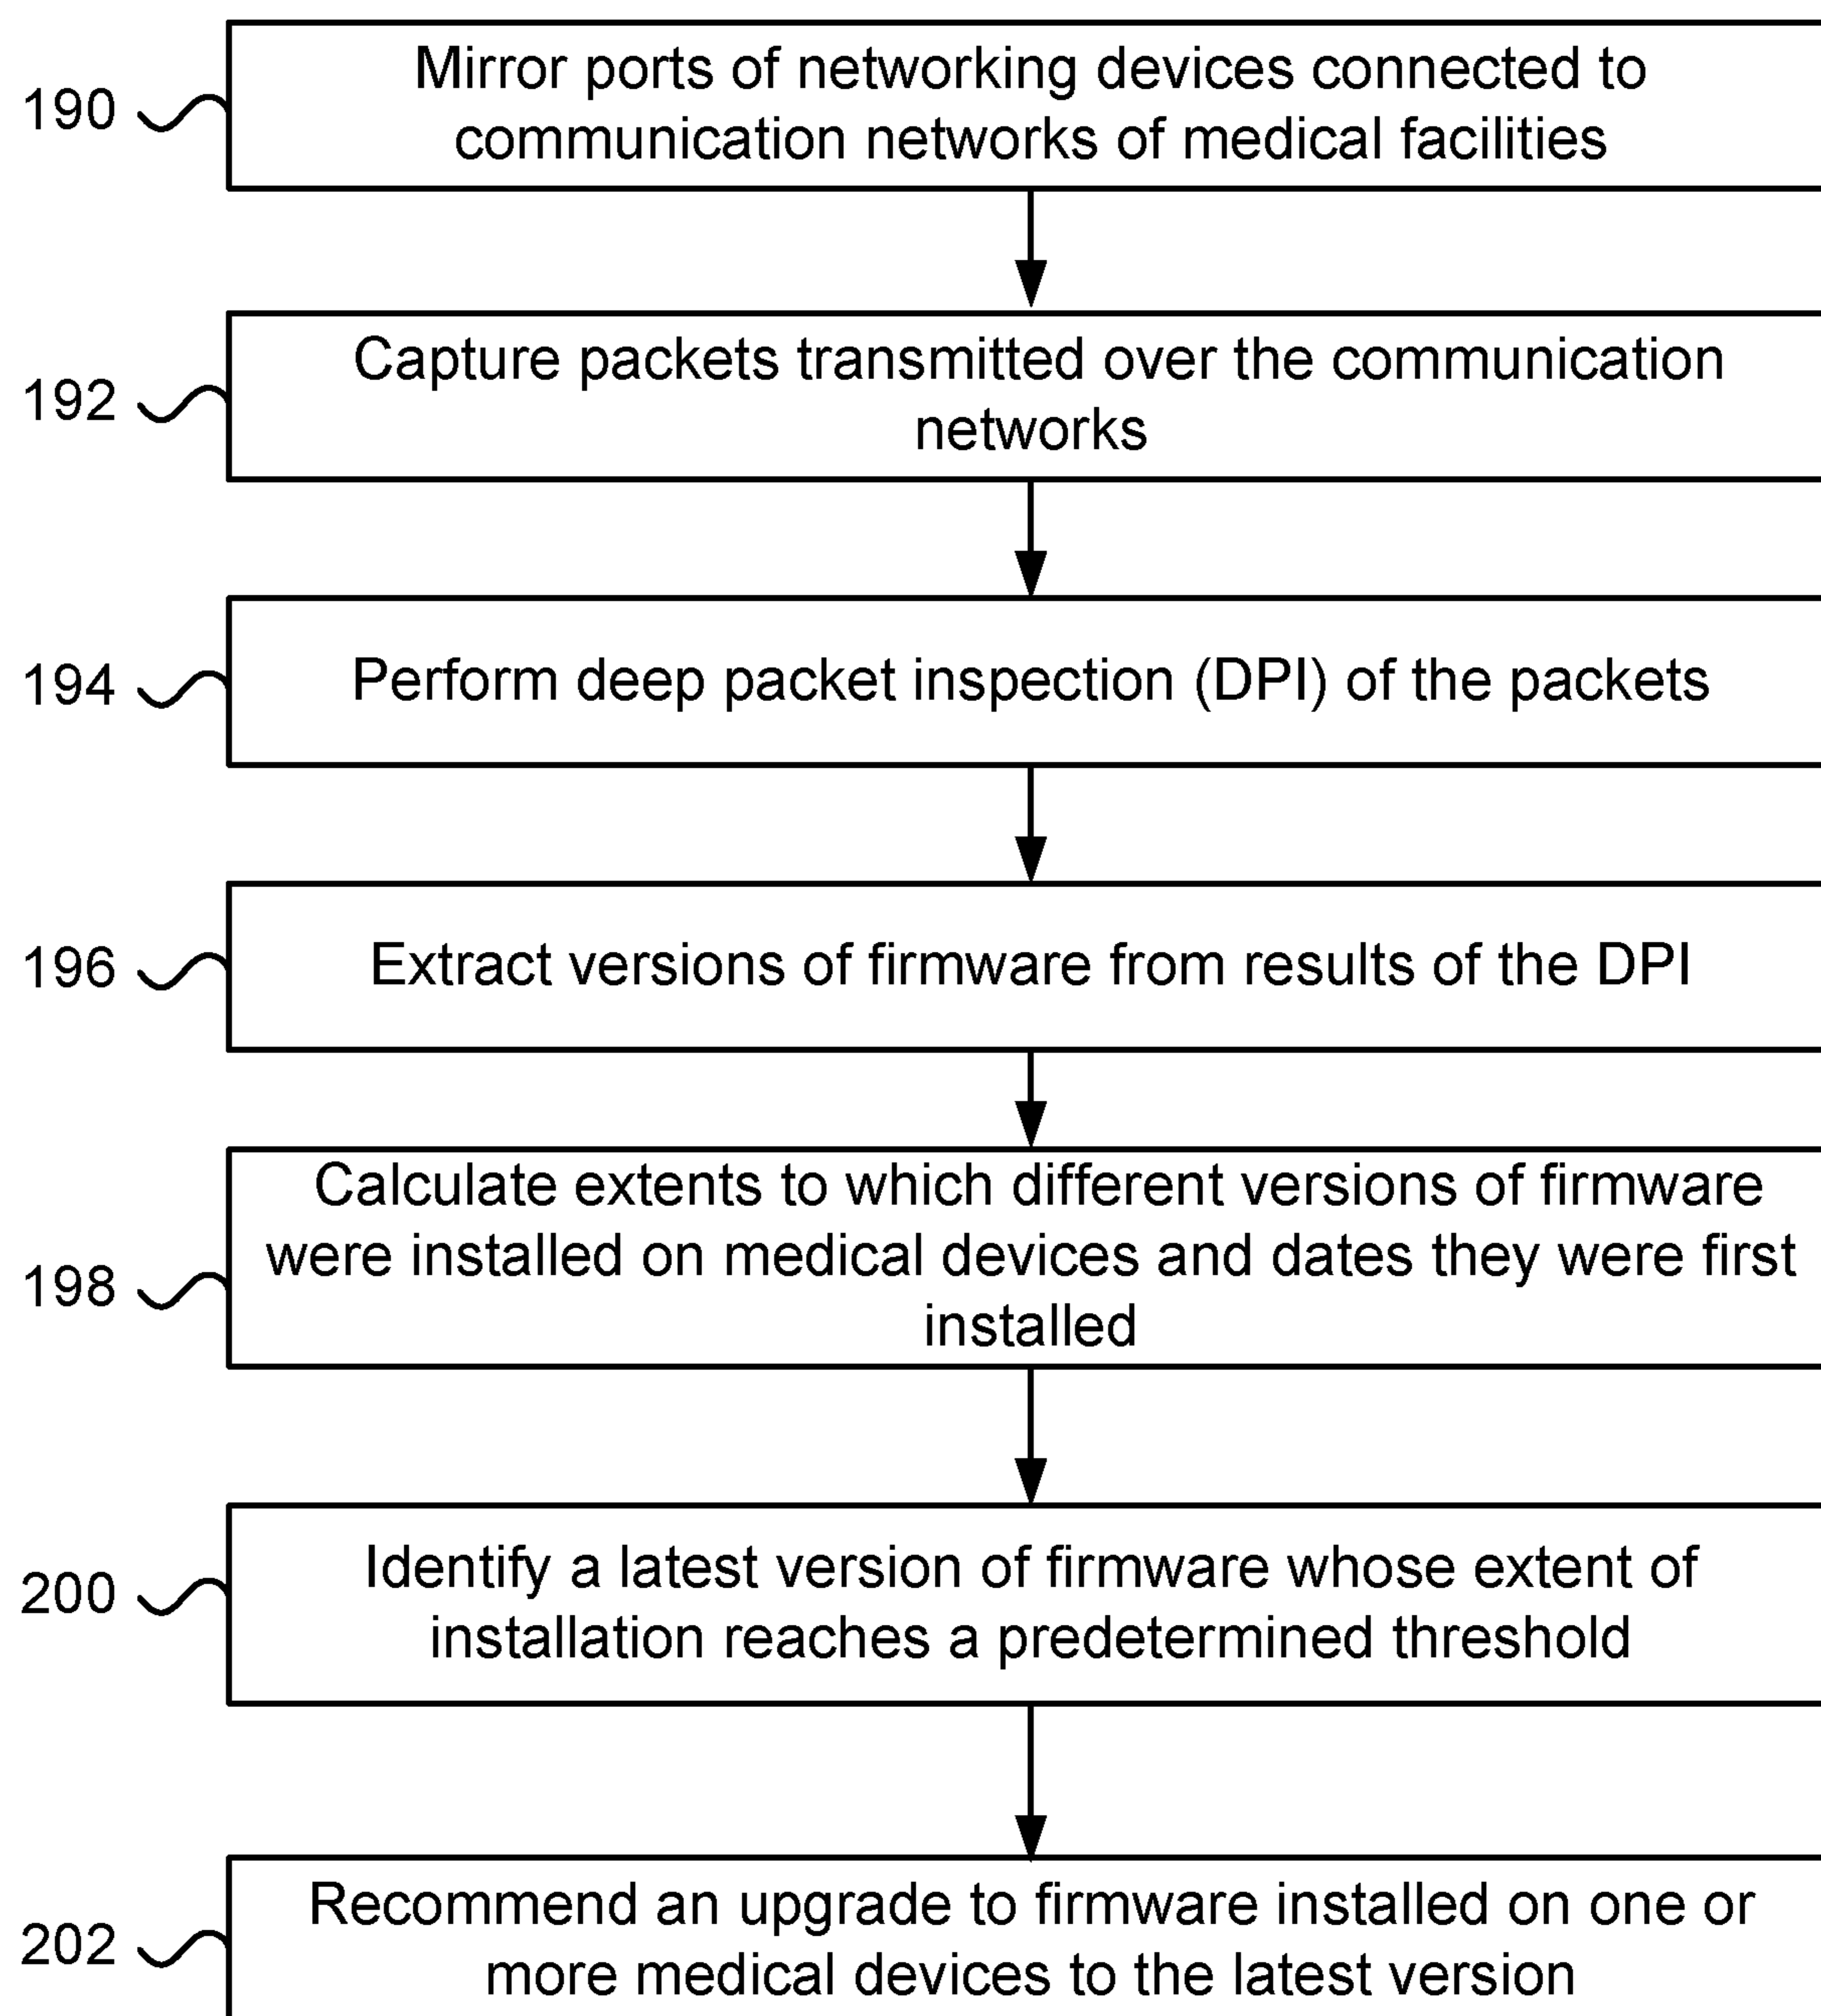 190
Mirror ports of networking devices connected to
communication networks of medical facilities
192
Capture packets transmitted over the communication
networks
194
Perform deep packet inspection (DPI) of the packets
196
Extract versions of firmware from results of the DPI
198
Calculate extents to which different versions of firmware
were installed on medical devices and dates they were first
installed
200
Identify a latest version of firmware whose extent of
installation reaches a predetermined threshold
202
Recommend an upgrade to firmware installed on one or
more medical devices to the latest version